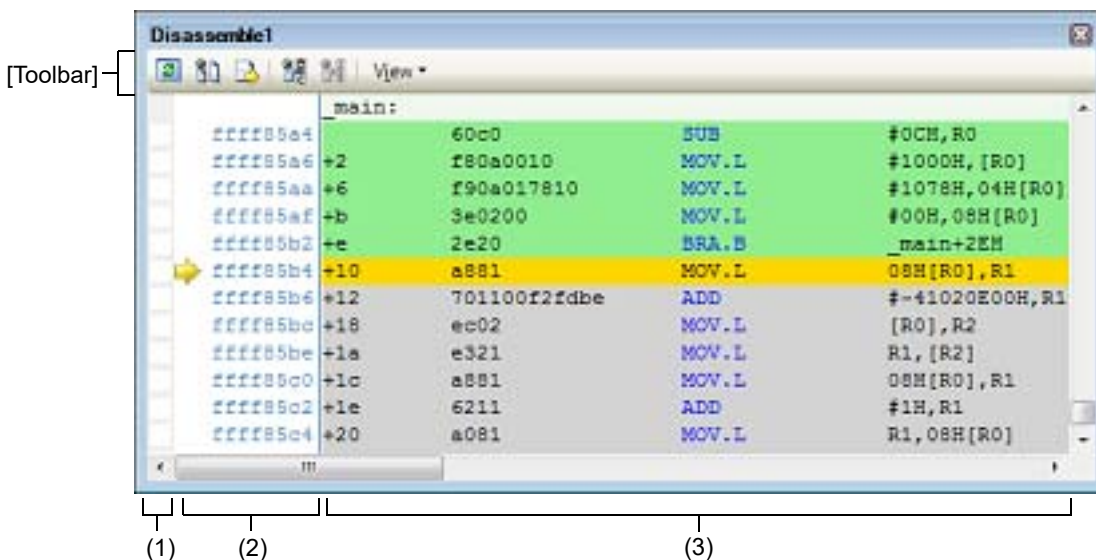 Disassemble1
[Toolbar]
View
_main:
ffff85a4 60c0 SUB #0CH,R0
ffff85a6 +2 f80a0010 MOV.L #1000H,[R0]
ffff85aa +6 f90a017810 MOV.L #1078H,04H[R0]
ffff85af +b 3e0200 MOV.L #00H,08H[R0]
ffff85b2 +e 2e20 BRA.B _main+2EH
ffff85b4 +10 a881 MOV.L 08H[R0],R1
ffff85b6 +12 701100f2fdbe ADD #-41020E00H,R1
ffff85bc +18 ec02 MOV.L [R0],R2
ffff85be +1a e321 MOV.L R1,[R2]
ffff85c0 +1c a881 MOV.L 08H[R0],R1
ffff85c2 +1e 6211 ADD #1H,R1
ffff85c4 +20 a081 MOV.L R1,08H[R0]
(1) (2) (3)